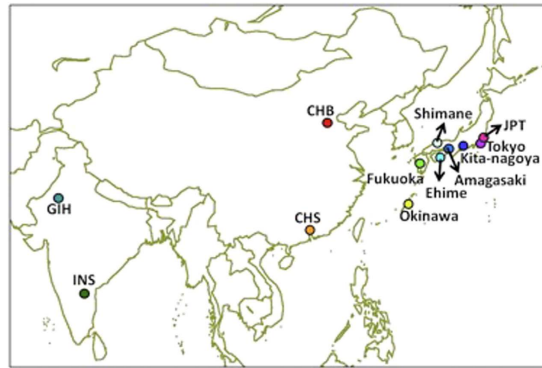 CHB
Shimane
JPT
Tokyo
Kita-nagoya
Fukuoka
Amagasaki
Ehime
GIH
Okinawa
CHS
INS